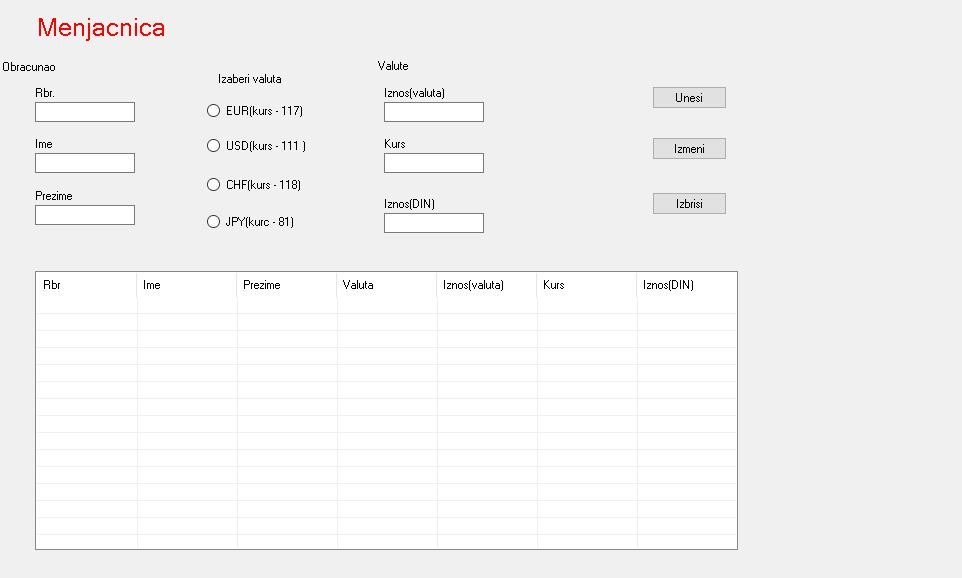 Menjacnica
Obracunao
Rbr.
Ime
Prezime
Izaberi valuta
EUR(kurs - 117)
USD(kurs - 111 )
CHF(kurs - 118)
JPY(kurc - 81)
Valute
Iznos(valuta)
Kurs
Iznos(DIN)
Unesi
Izmeni
Izbrisi
Rbr Ime Prezime Valuta Iznos(valuta) Kurs Iznos(DIN)